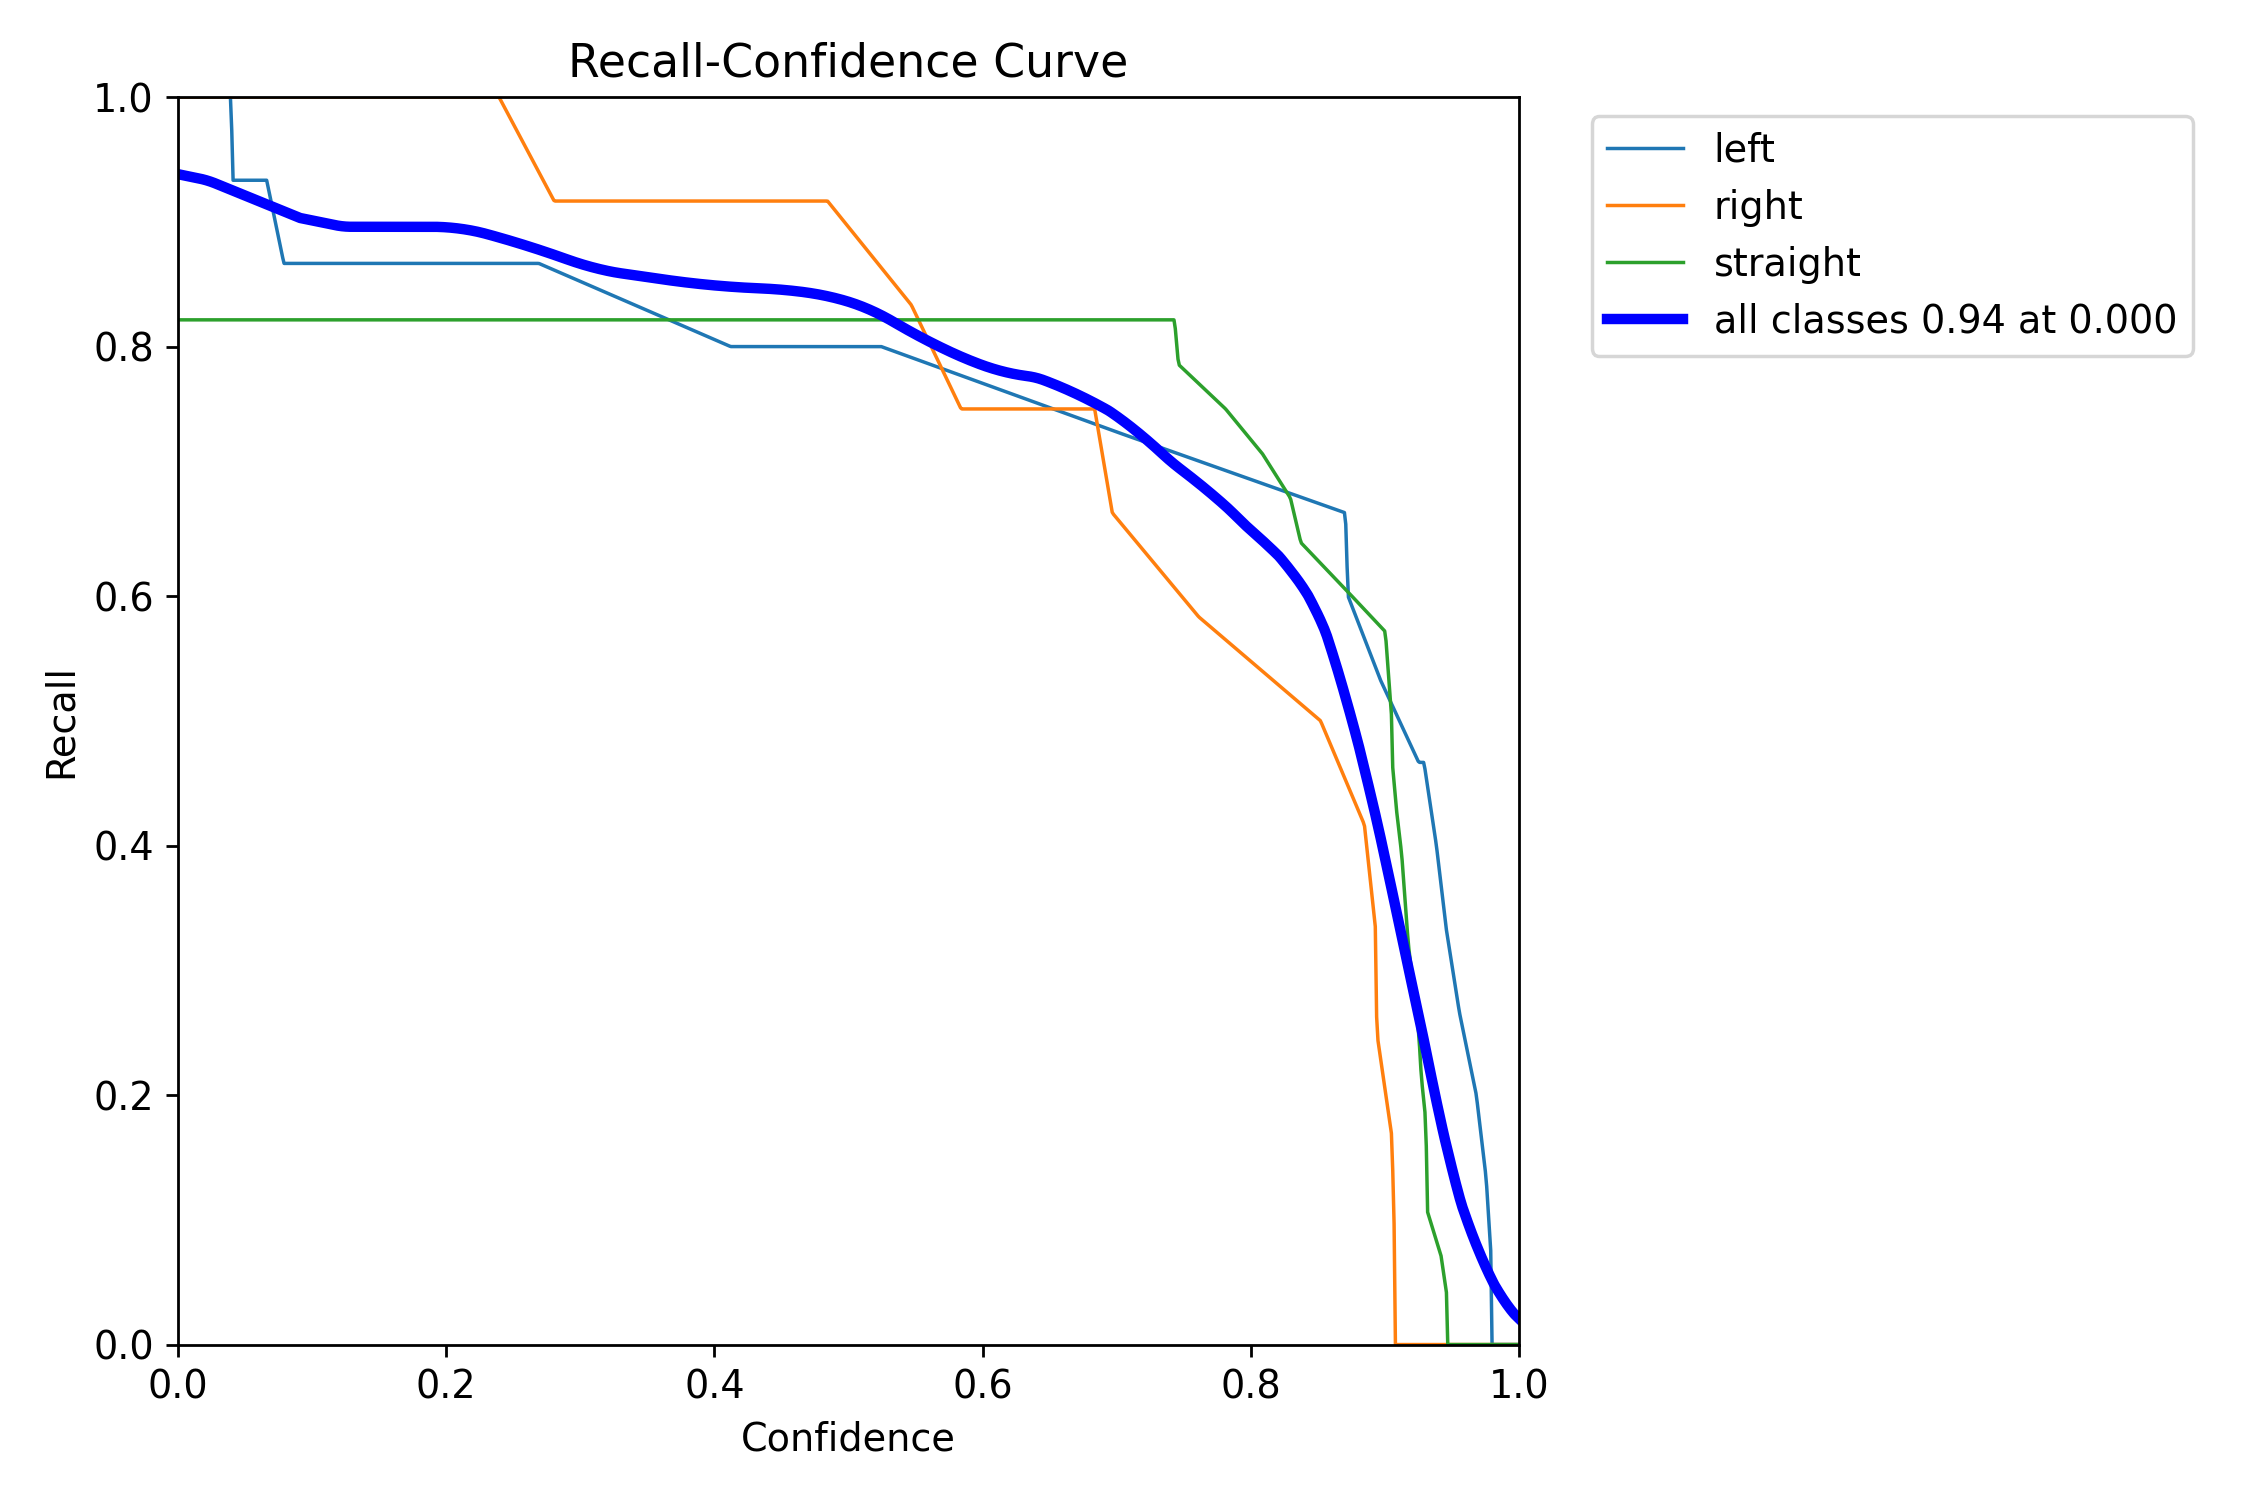 Recall-Confidence Curve
1.0
0.8
0.6
0.4
0.2
0.0
Recall
0.0 0.2 0.4 0.6 0.8 1.0
Confidence
left
right
straight
all classes 0.94 at 0.000